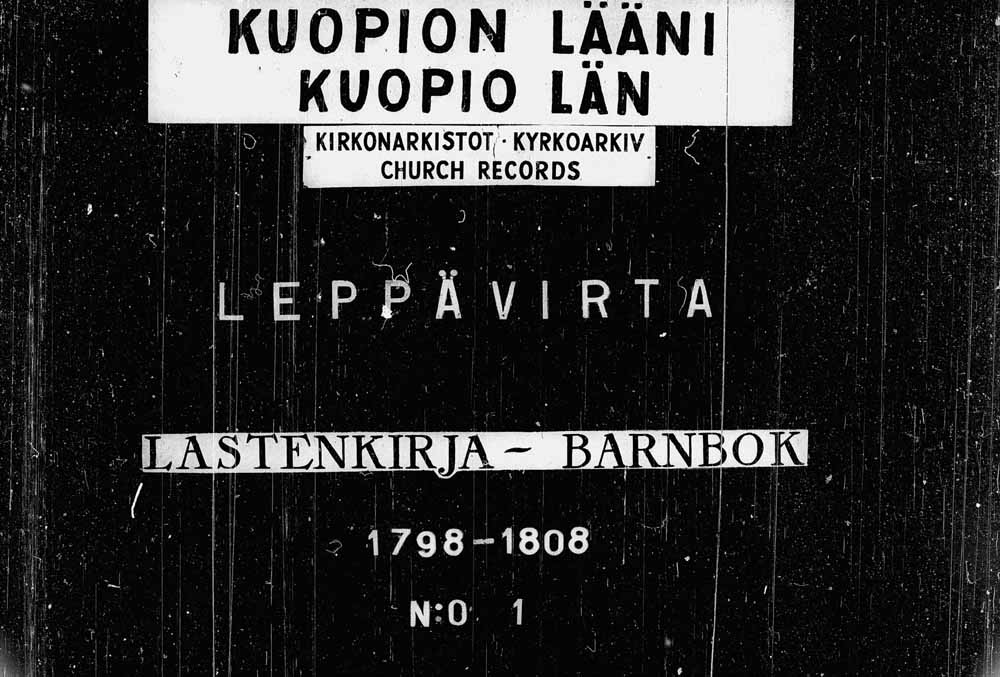 KUOPION LÄÄNI
KUOPIO LÄN
KIRKONARKISTOT · KYRKOARKIV
CHURCH RECORDS
LEPPÄVIRTA
LASTENKIRJA - BARNBOK
1798-1808
N:O 1